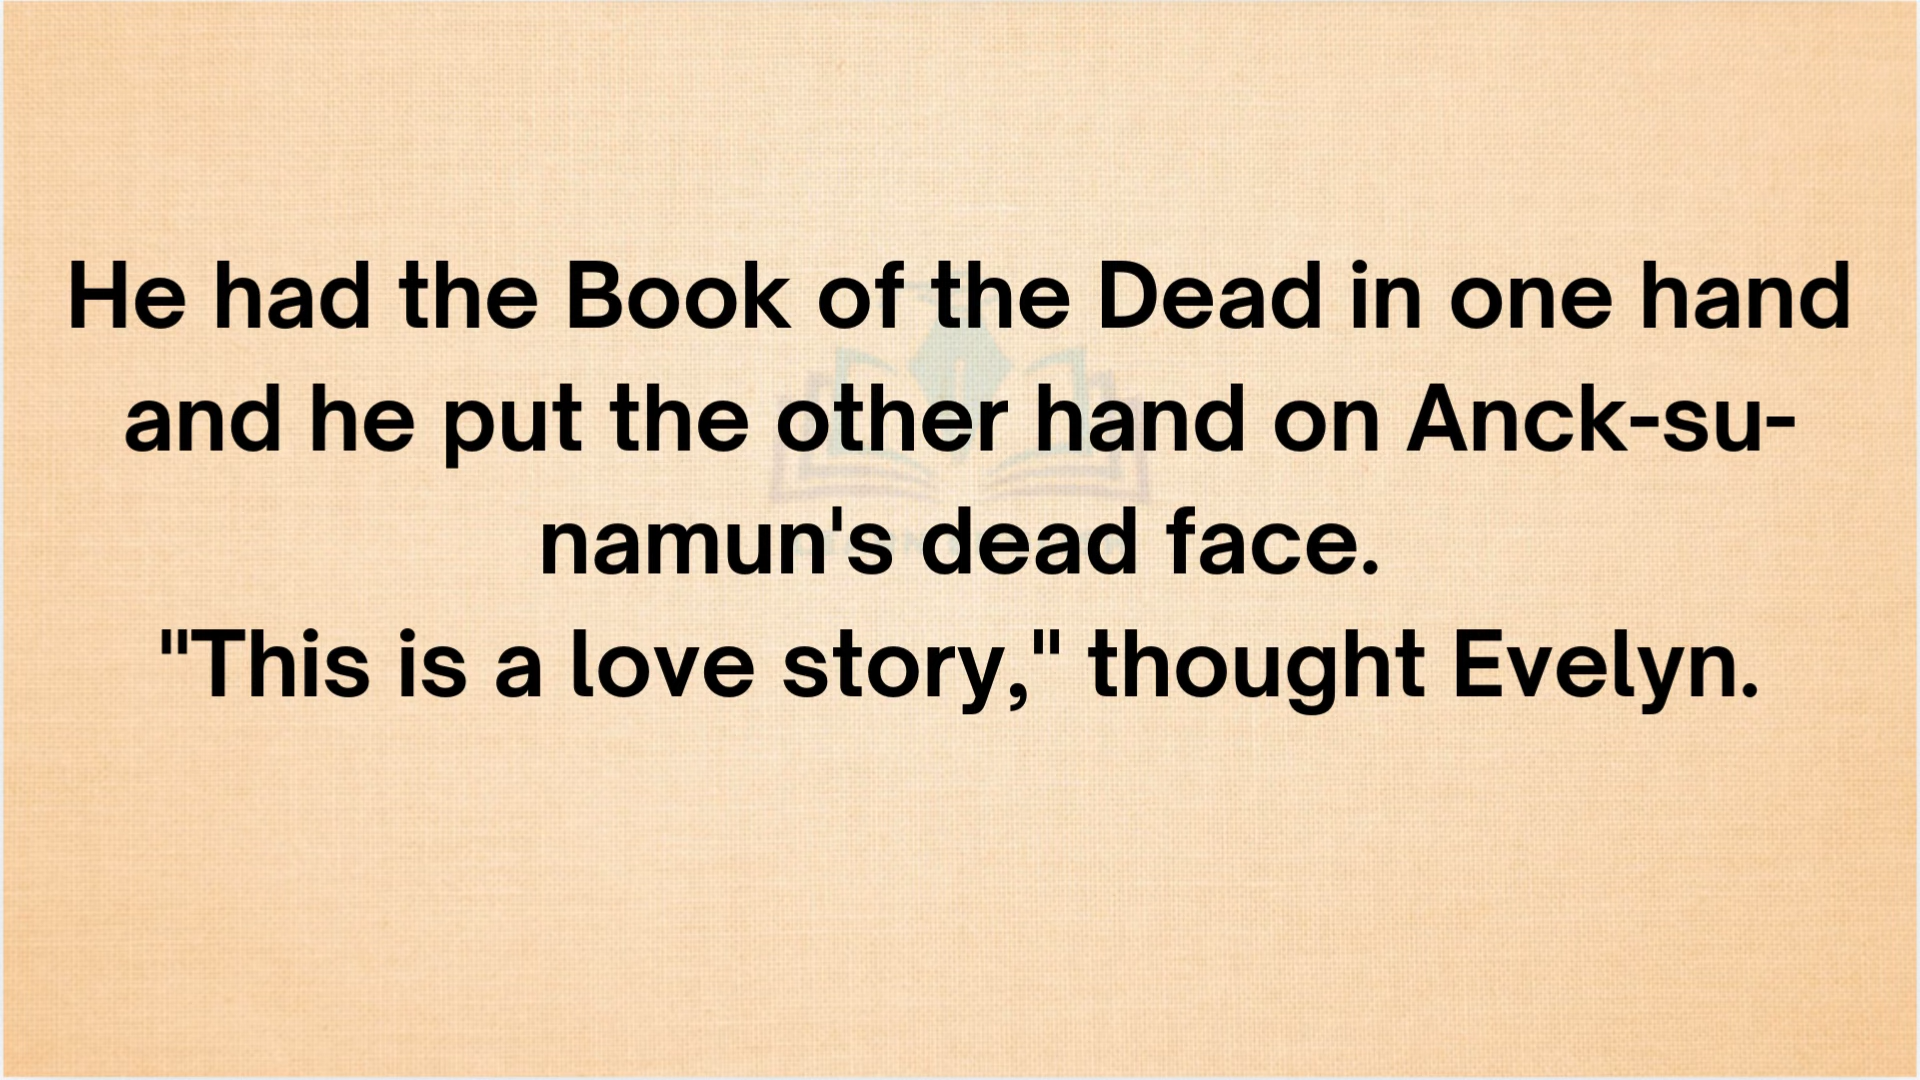 He had the Book of the Dead in one hand
and he put the other hand on Anck-su-
namun's dead face.
"This is a love story," thought Evelyn.